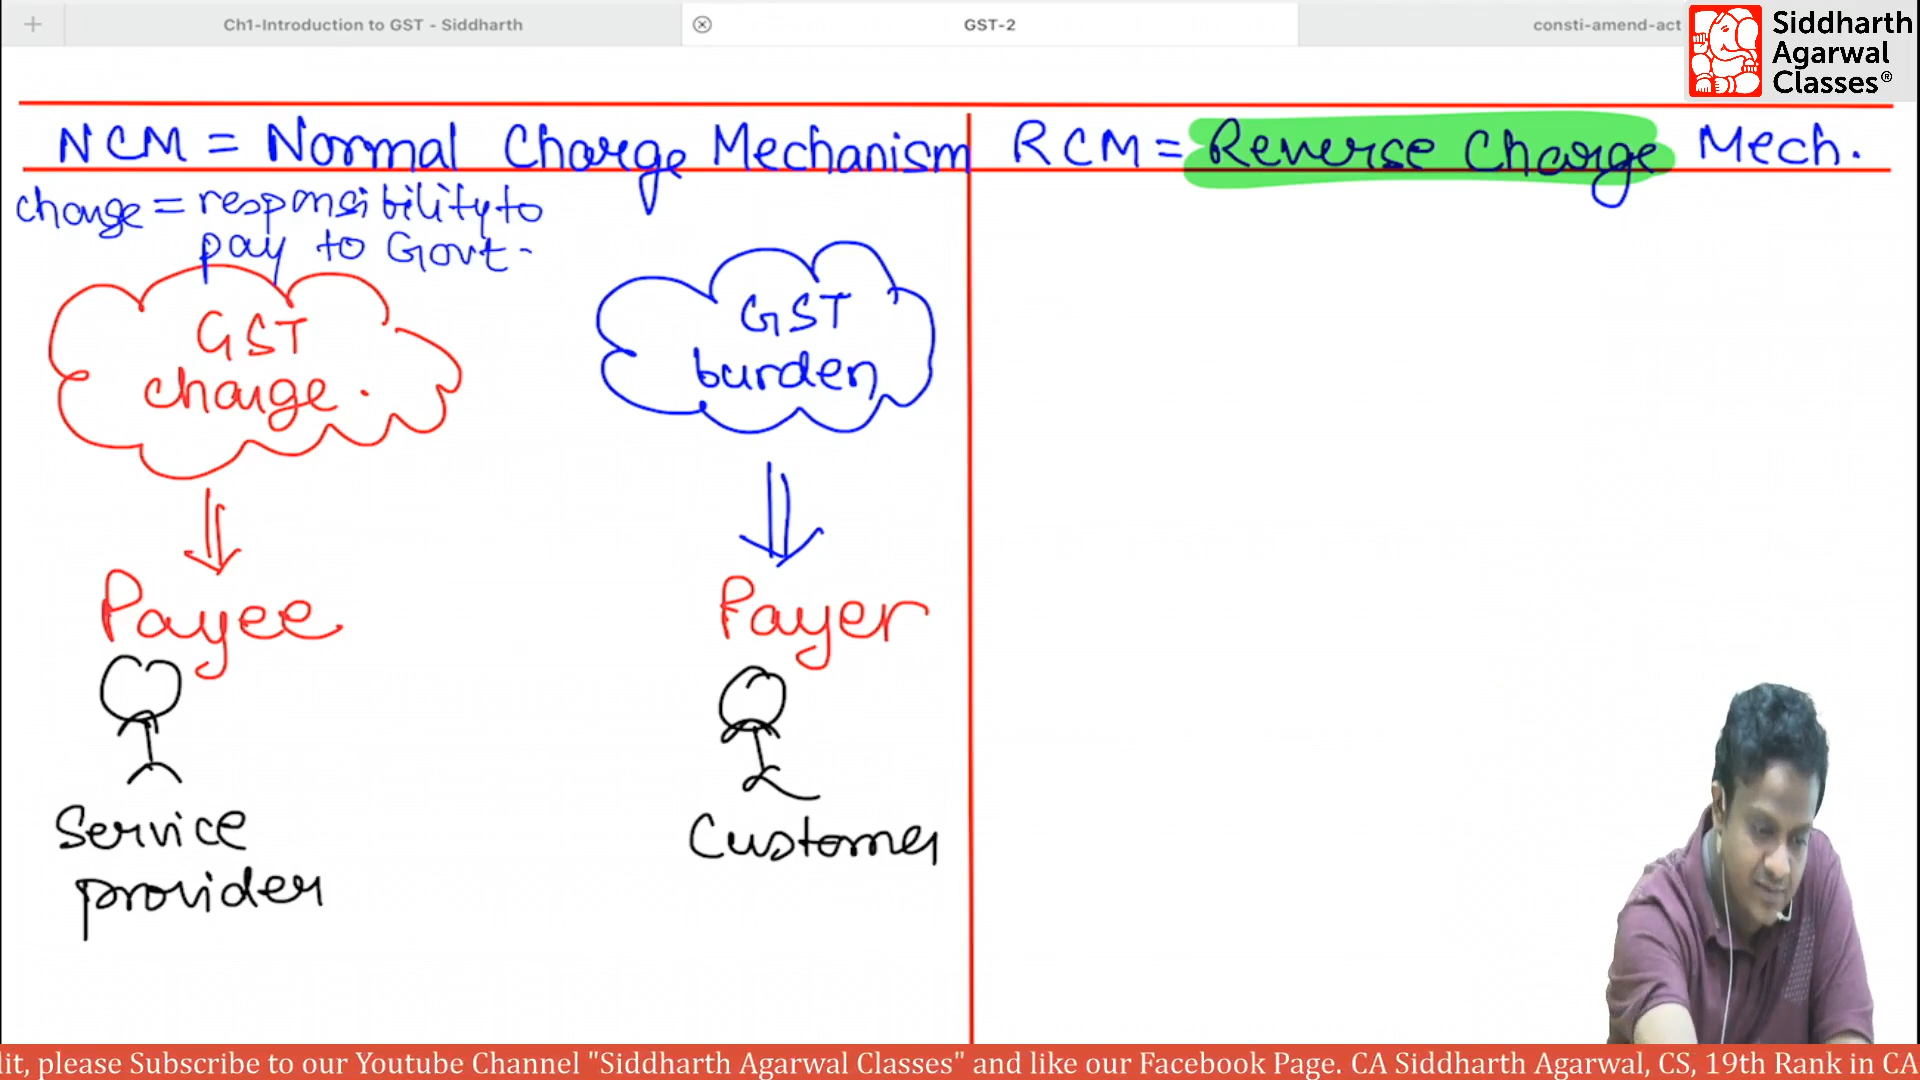 Ch1-Introduction to GST - Siddharth
GST-2
consti-amend-act
Siddharth
Agarwal
Classes®
NCM = Normal Charge Mechanism
RCM = Reverse Charge Mech.
charge = responsibility to
pay to Govt.
GST
charge.
GST
burden
Payee
Payer
Service
provider
Customer
dit, please Subscribe to our Youtube Channel "Siddharth Agarwal Classes" and like our Facebook Page. CA Siddharth Agarwal, CS, 19th Rank in CA